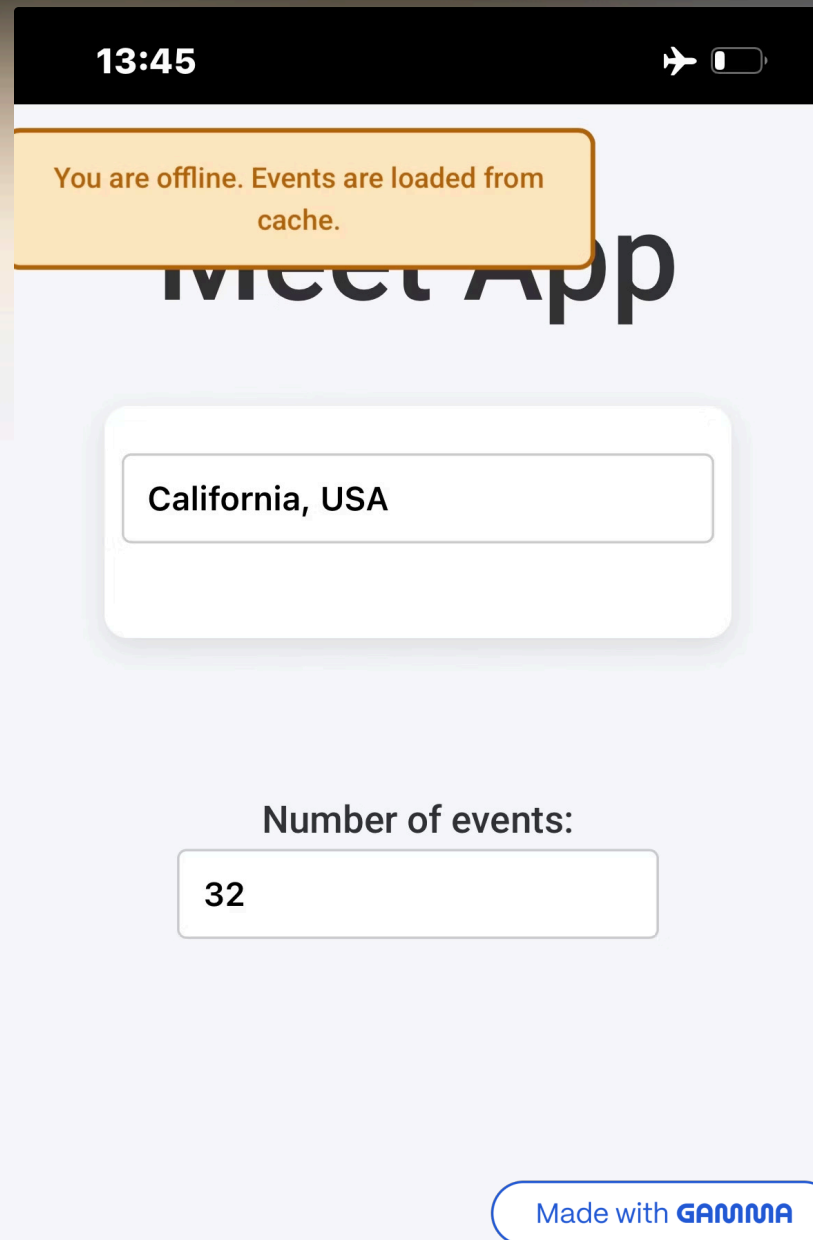 13:45
You are offline. Events are loaded from
cache.
Meet App
California, USA
Number of events:
32
Made with GAMMA